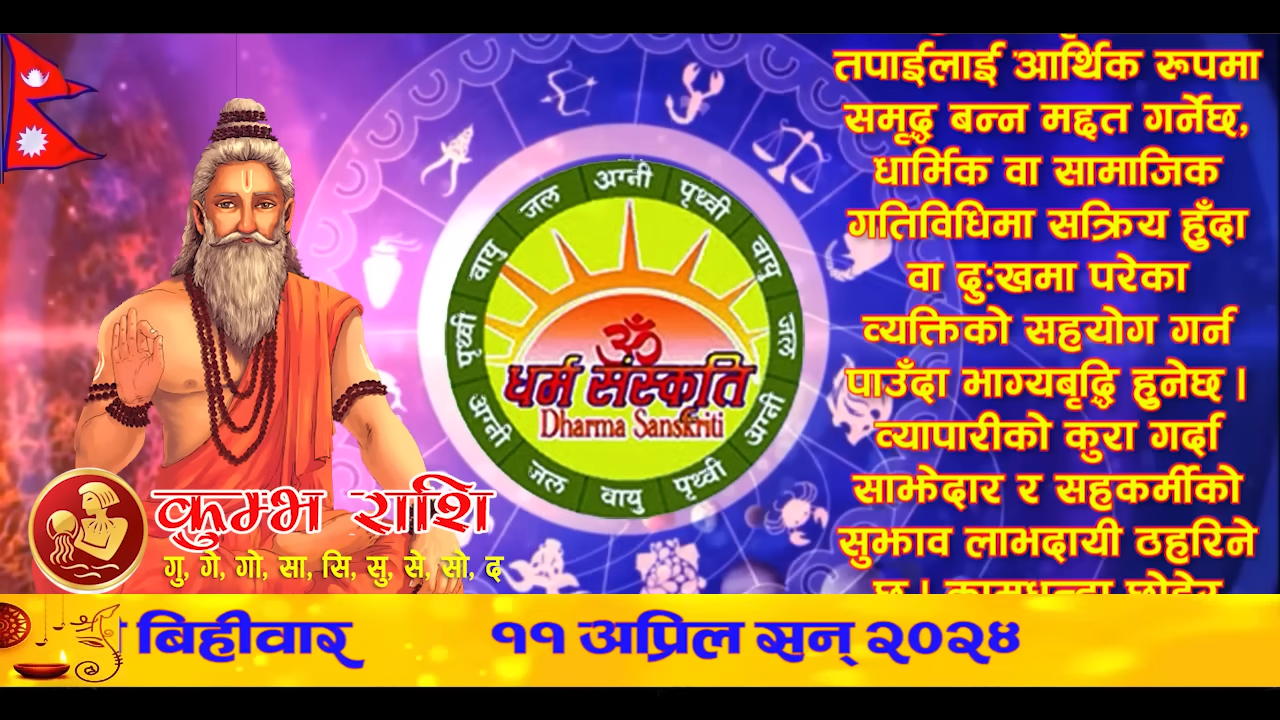 तपाईलाई आर्थिक रूपमा
समृद्ध बन्न मद्दत गर्नेछ,
धार्मिक वा सामाजिक
गतिविधिमा सक्रिय हुँदा
वा दुःखमा परेका
व्यक्तिको सहयोग गर्न
पाउँदा भाग्यबृद्धि हुनेछ ।
व्यापारीको कुरा गर्दा
साझेदार र सहकर्मीको
सुझाव लाभदायी ठहरिने
अग्नी पृथ्वी वायु जल अग्नी पृथ्वी वायु जल अग्नी पृथ्वी वायु जल
ॐ
धर्म संस्कृति
Dharma Sanskriti
कुम्भ राशि
गु, गे, गो, सा, सि, सु, से, सो, द
श्री
बिहीवार ११ अप्रिल सन् २०२४